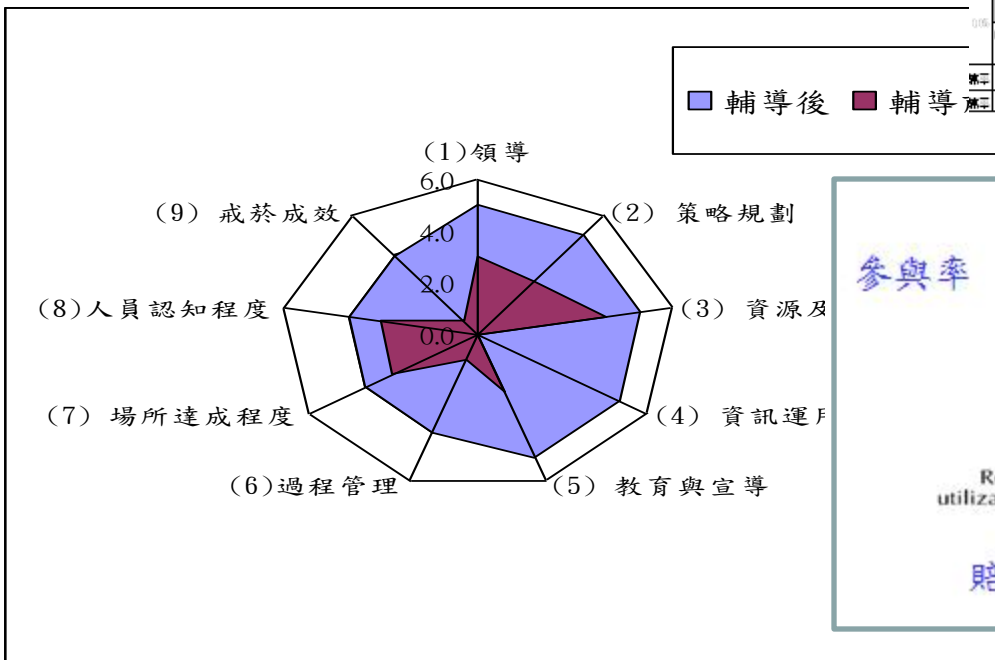 輔導後 輔導
(1)領導
6.0
(9) 戒菸成效
(2) 策略規劃
4.0
參與率
2.0
(8)人員認知程度
(3) 資源及
0.0
(7) 場所達成程度
(4) 資訊運
(6)過程管理
(5) 教育與宣導
utiliza
賠